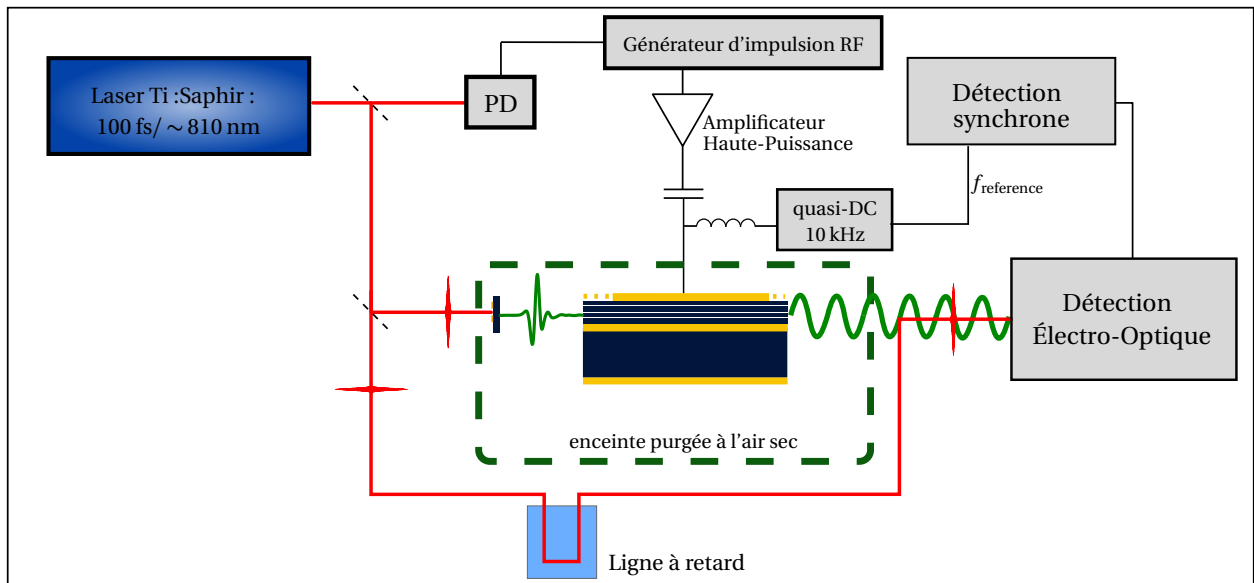 Générateur d'impulsion RF
Laser Ti :Saphir :
100 fs/ ~ 810 nm
PD
Détection
synchrone
Amplificateur
Haute-Puissance
f reference
quasi-DC
10 kHz
Détection
Électro-Optique
enceinte purgée à l'air sec
Ligne à retard